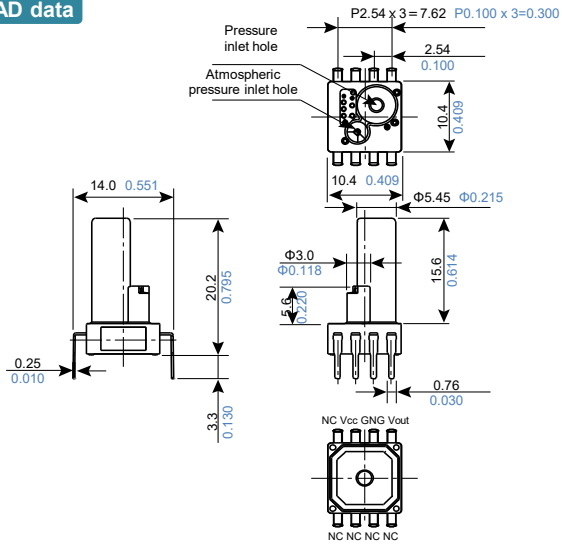 AD data
P2.54 x 3=7.62 P0.100 x 3=0.300
Pressure
inlet hole
2.54
0.100
Atmospheric
pressure inlet hole
10.4
0.409
14.0 0.551
10.4 0.409
Φ5.45 Φ0.215
Φ3.0
Φ0.118
20.2
0.795
5.6
0.220
15.6
0.614
0.25
0.010
3.3
0.130
0.76
0.030
NC Vcc GNG Vout
NC NC NC NC